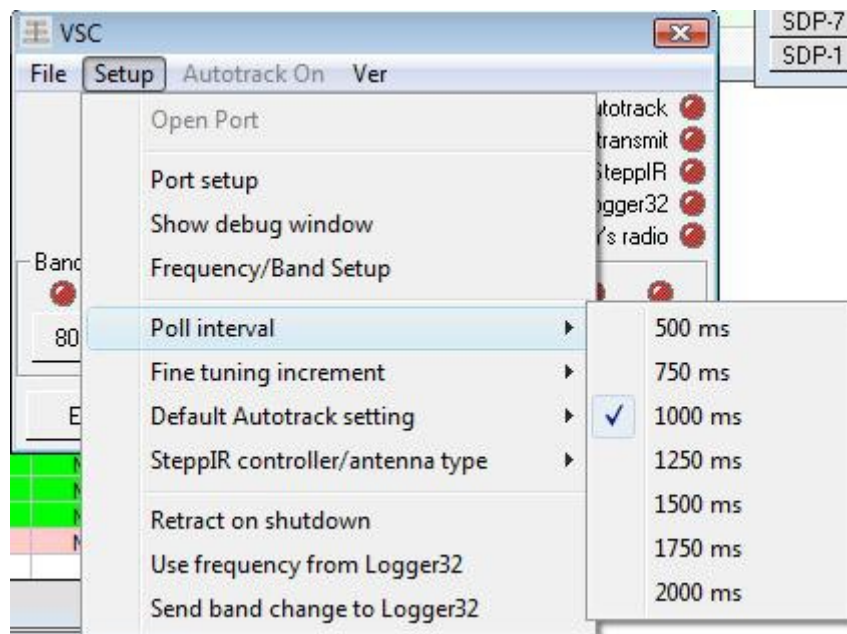 VSC
SDP-7
SDP-1
File Setup Autotrack On Ver
Open Port
Port setup
Show debug window
Frequency/Band Setup
Poll interval
Fine tuning increment
Default Autotrack setting
SteppIR controller/antenna type
Retract on shutdown
Use frequency from Logger32
Send band change to Logger32
transmit
radio
80
500 ms
750 ms
1000 ms
1250 ms
1500 ms
1750 ms
2000 ms